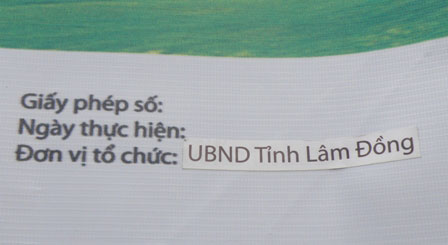 Giấy phép số:
Ngày thực hiện:
Đơn vị tổ chức: UBND Tỉnh Lâm Đồng